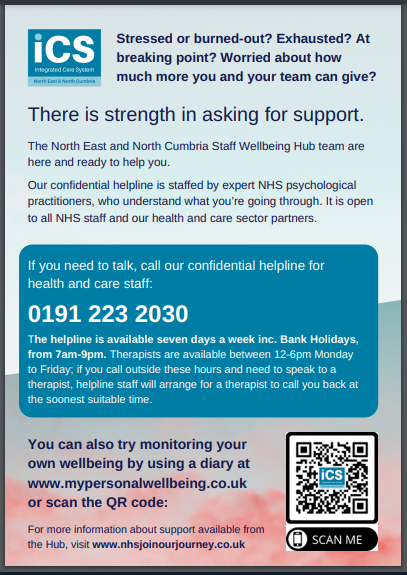 ics
Integrated Care System
North East & North Cumbria
Stressed or burned-out? Exhausted? At
breaking point? Worried about how
much more you and your team can give?
There is strength in asking for support.
The North East and North Cumbria Staff Wellbeing Hub team are
here and ready to help you.
Our confidential helpline is staffed by expert NHS psychological
practitioners, who understand what you're going through. It is open
to all NHS staff and our health and care sector partners.
If you need to talk, call our confidential helpline for
health and care staff:
0191 223 2030
The helpline is available seven days a week inc. Bank Holidays,
from 7am-9pm. Therapists are available between 12-6pm Monday
to Friday; if you call outside these hours and need to speak to a
therapist, helpline staff will arrange for a therapist to call you back at
the soonest suitable time.
You can also try monitoring your
own wellbeing by using a diary at
www.mypersonalwellbeing.co.uk
or scan the QR code:
ics
SCAN ME
For more information about support available from
the Hub, visit www.nhsjoinourjourney.co.uk